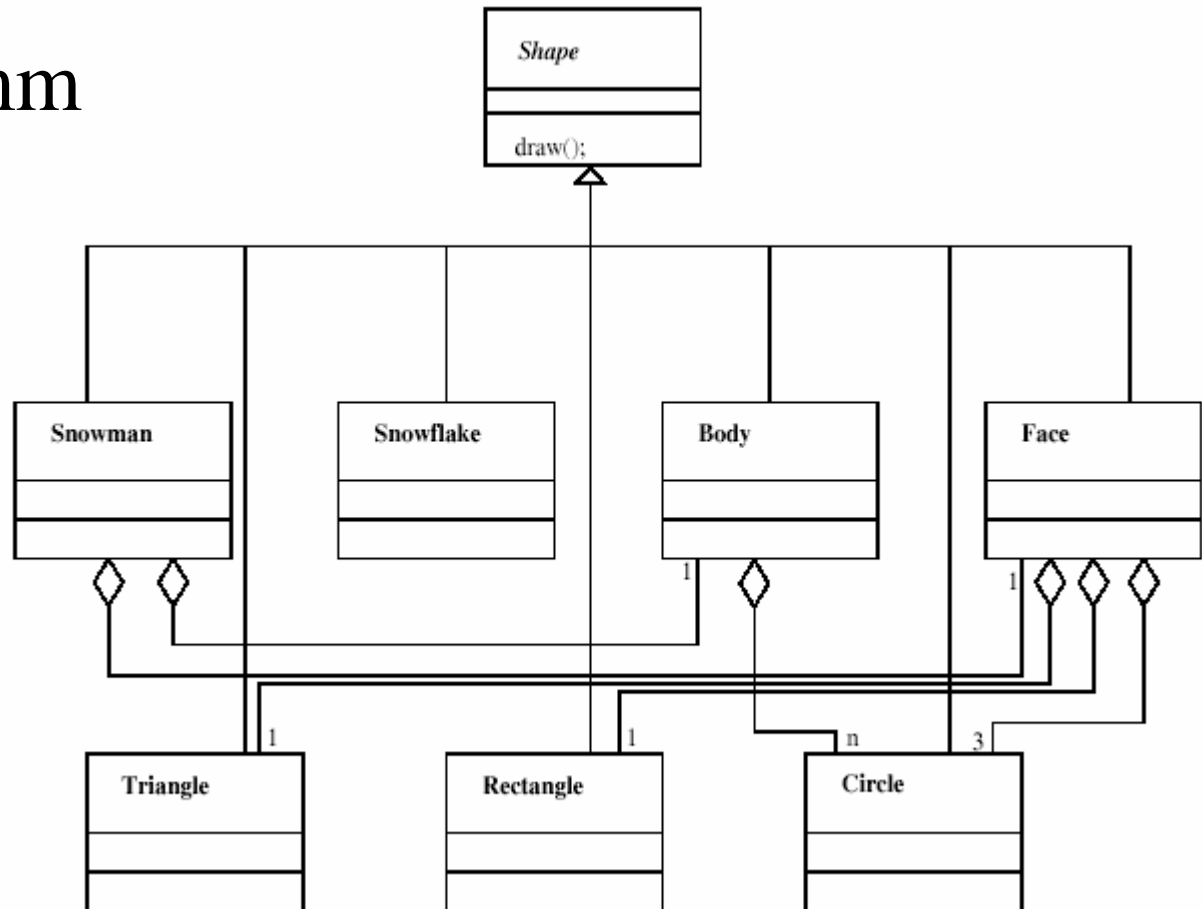 Shape
draw();
Snowman
Snowflake
Body
Face
1
1
1
1
n
3
Triangle
Rectangle
Circle